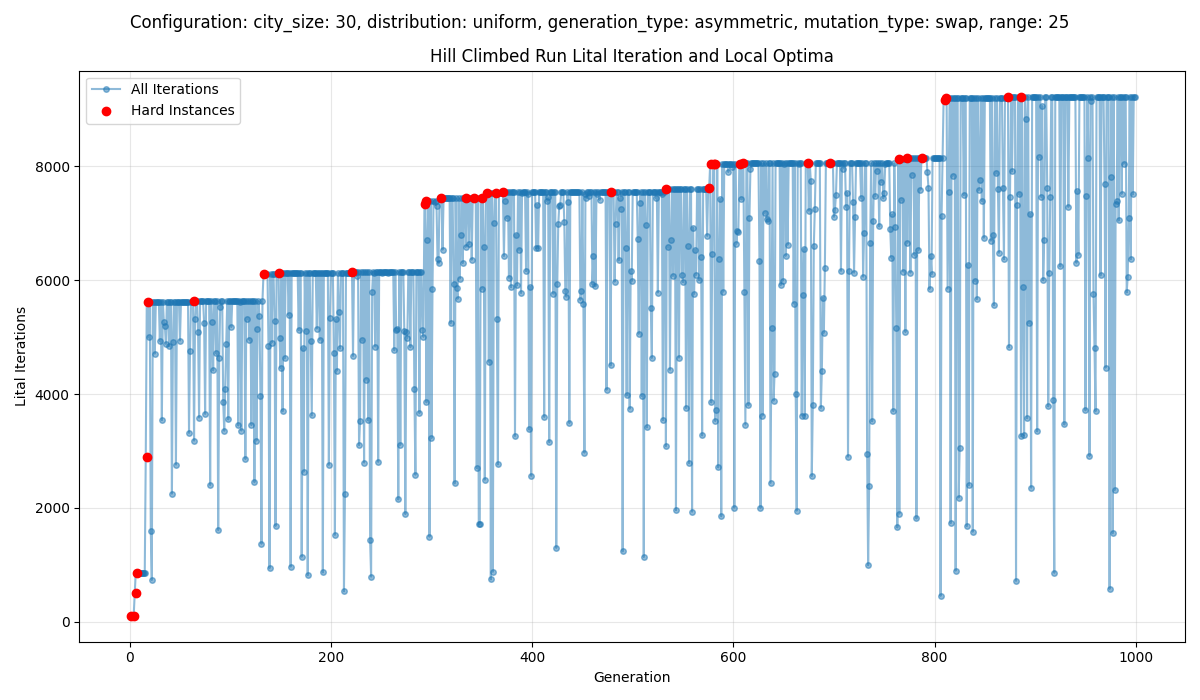 Configuration: city_size: 30, distribution: uniform, generation_type: asymmetric, mutation_type: swap, range: 25
Hill Climbed Run Lital Iteration and Local Optima
All Iterations
Hard Instances
Lital Iterations
8000
6000
4000
2000
0
0 200 400 600 800 1000
Generation